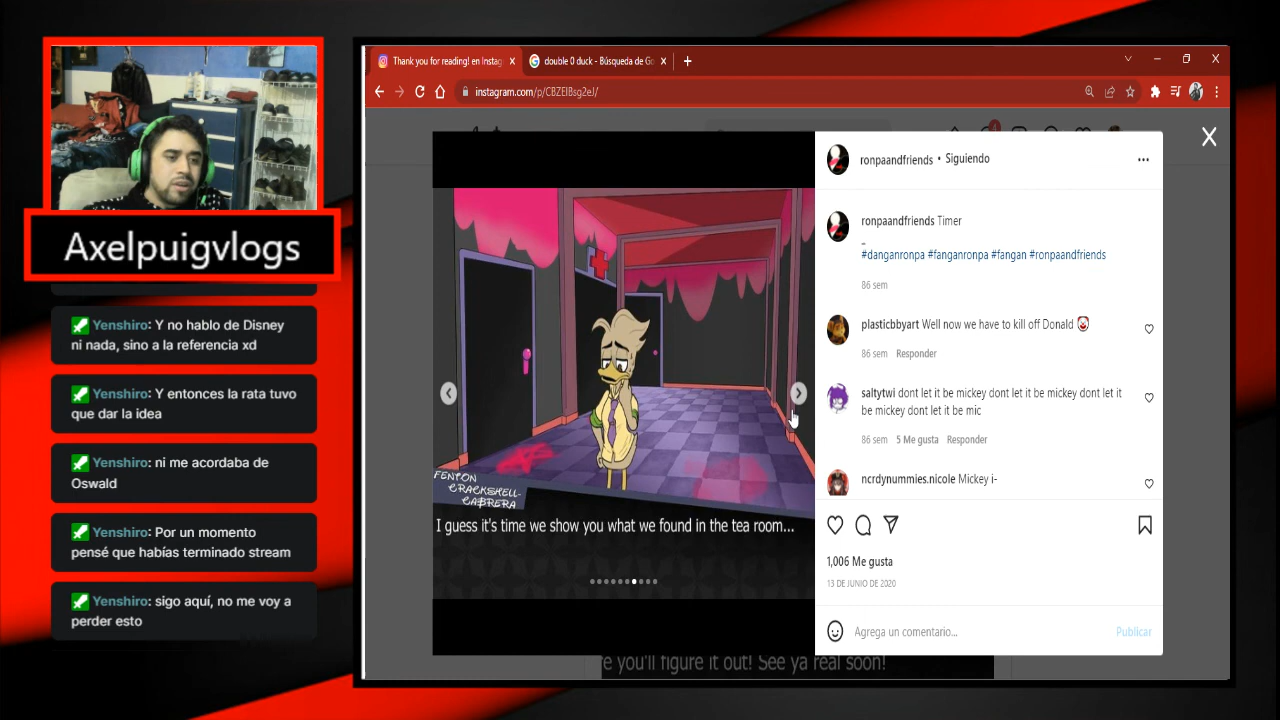 Axelpuigvlogs
Yenshiro: Y no hablo de Disney
ni nada, sino a la referencia xd
Yenshiro: Y entonces la rata tuvo
que dar la idea
Yenshiro: ni me acordaba de
Oswald
Yenshiro: Por un momento
pensé que habías terminado stream
Yenshiro: sigo aquí, no me voy a
perder esto
Thank you for reading! en Instag
double 0 duck - Búsqueda de Go
instagram.com/p/CBZElBsg2eJ/
FENTON
CRACKSHELL-
CABRERA
I guess it's time we show you what we found in the tea room...
ronpaandfriends • Siguiendo
ronpaandfriends Timer
_
#danganronpa #fanganronpa #fangan #ronpaandfriends
86 sem
plasticbbyart Well now we have to kill off Donald
86 sem Responder
saltytwi dont let it be mickey dont let it be mickey dont let it
be mickey dont let it be mic
86 sem 5 Me gusta Responder
ncrdynummies.nicole Mickey i-
1,006 Me gusta
13 DE JUNIO DE 2020
Agrega un comentario...
Publicar
e you'll figure it out! See ya real soon!